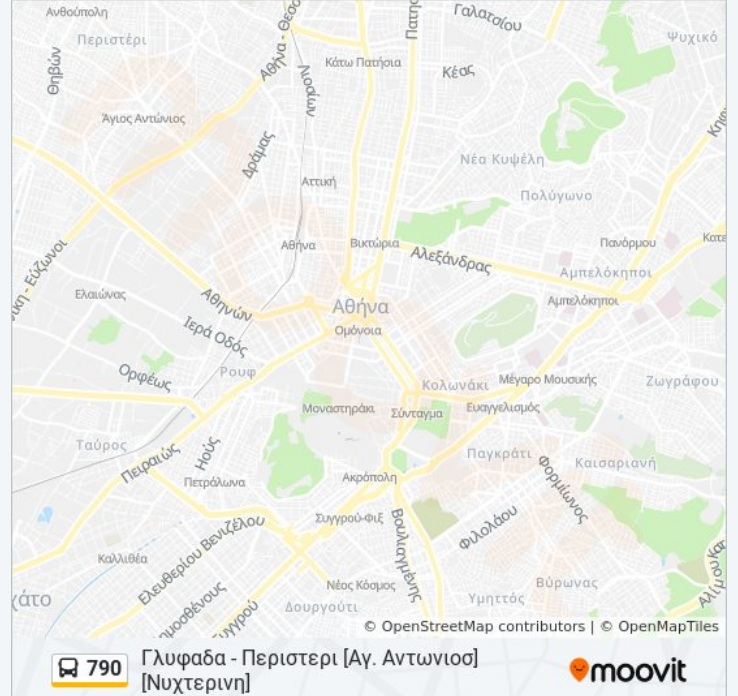 Ανθούπολη
Γαλατσίου
Περιστέρι
Ψυχικό
Κάτω Πατήσια
Θηβών
Κέας
Λιοσίων
Άγιος Αντώνιος
Δράμας
Νέα Κυψέλη
Αττική
Πολύγωνο
Αθήνα
Βικτώρια
Αλεξάνδρας
Πανόρμου
Αμπελόκηποι
Ελαιώνας
Αθηνών
Αθήνα
Αμπελόκηποι
Ιερά Οδός
Ομόνοια
Ορφέως
Ρουφ
Κολωνάκι
Μέγαρο Μουσικής
Ζωγράφου
Μοναστηράκι
Σύνταγμα
Ευαγγελισμός
Ταύρος
Πειραιώς
Ηούς
Παγκράτι
Καισαριανή
Πετράλωνα
Ακρόπολη
Φορμίωνος
Συγγρού-Φιξ
Βουλιαγμένης
Φιλολάου
Καλλιθέα
Ελευθερίου Βενιζέλου
Νέος Κόσμος
Βύρωνας
Υμηττός
Δουργούτι
© OpenStreetMap contributors | © OpenMapTiles
790
Γλυφαδα - Περιστερι [Αγ. Αντωνιοσ]
[Νυχτερινη]
moovit